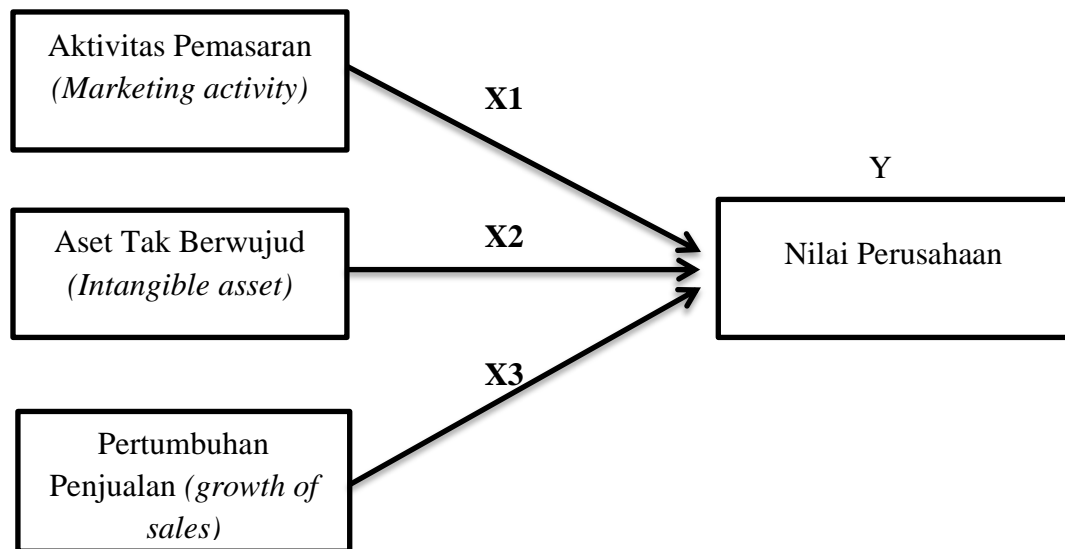 Aktivitas Pemasaran
(Marketing activity)
X1
Y
Aset Tak Berwujud
(Intangible asset)
X2
Nilai Perusahaan
X3
Pertumbuhan
Penjualan (growth of
sales)